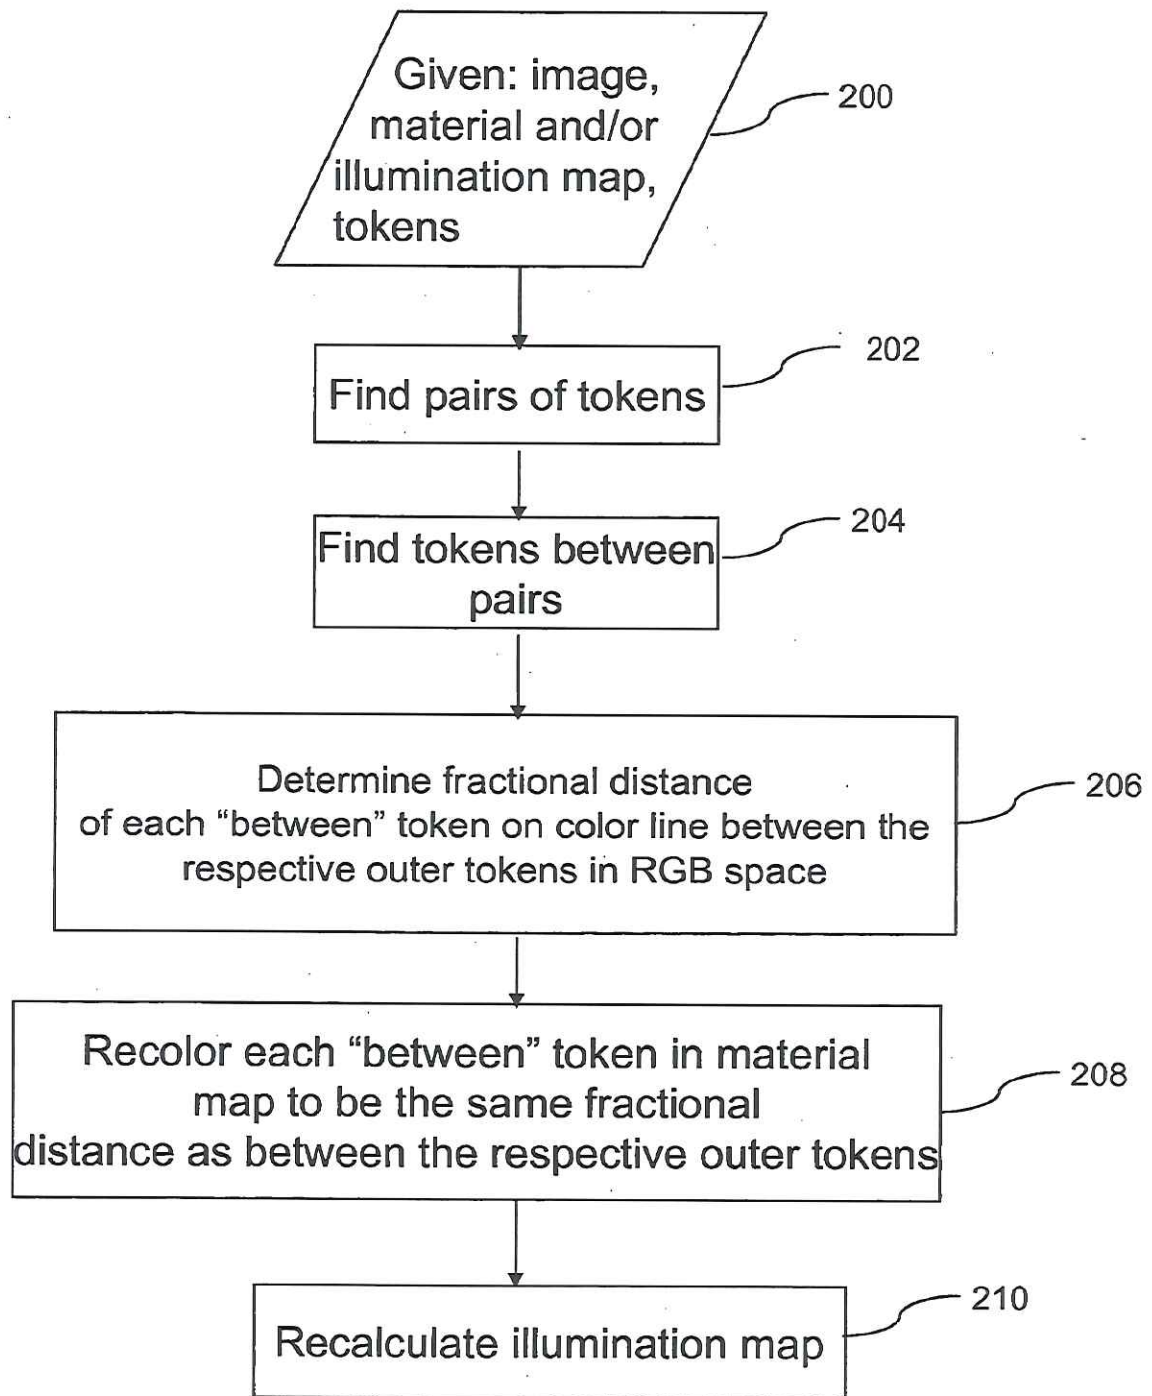 Given: image,
material and/or
illumination map,
tokens
200
Find pairs of tokens
202
Find tokens between
pairs
204
Determine fractional distance
of each “between” token on color line between the
respective outer tokens in RGB space
206
Recolor each “between” token in material
map to be the same fractional
distance as between the respective outer tokens
208
Recalculate illumination map
210